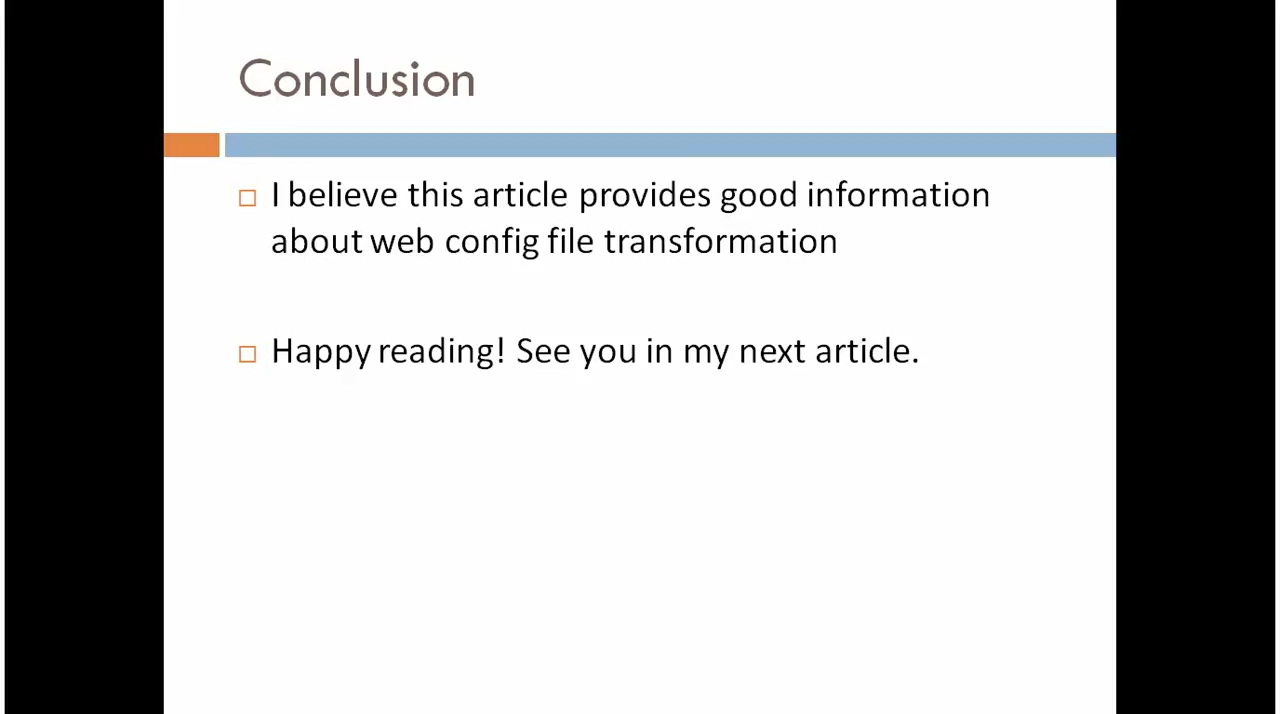 Conclusion
I believe this article provides good information
about web config file transformation
Happy reading! See you in my next article.